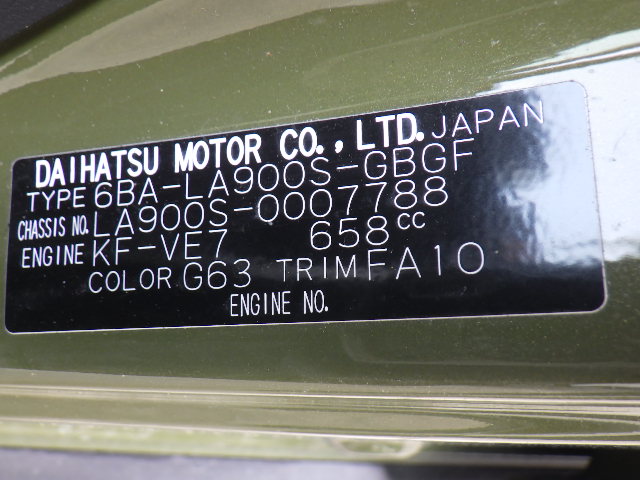 DAIHATSU MOTOR CO., LTD. JAPAN
TYPE 6BA-LA900S-GBGF
CHASSIS NO. LA900S-0007788
ENGINE KF-VE7 658cc
COLOR G63 TRIM FA10
ENGINE NO.